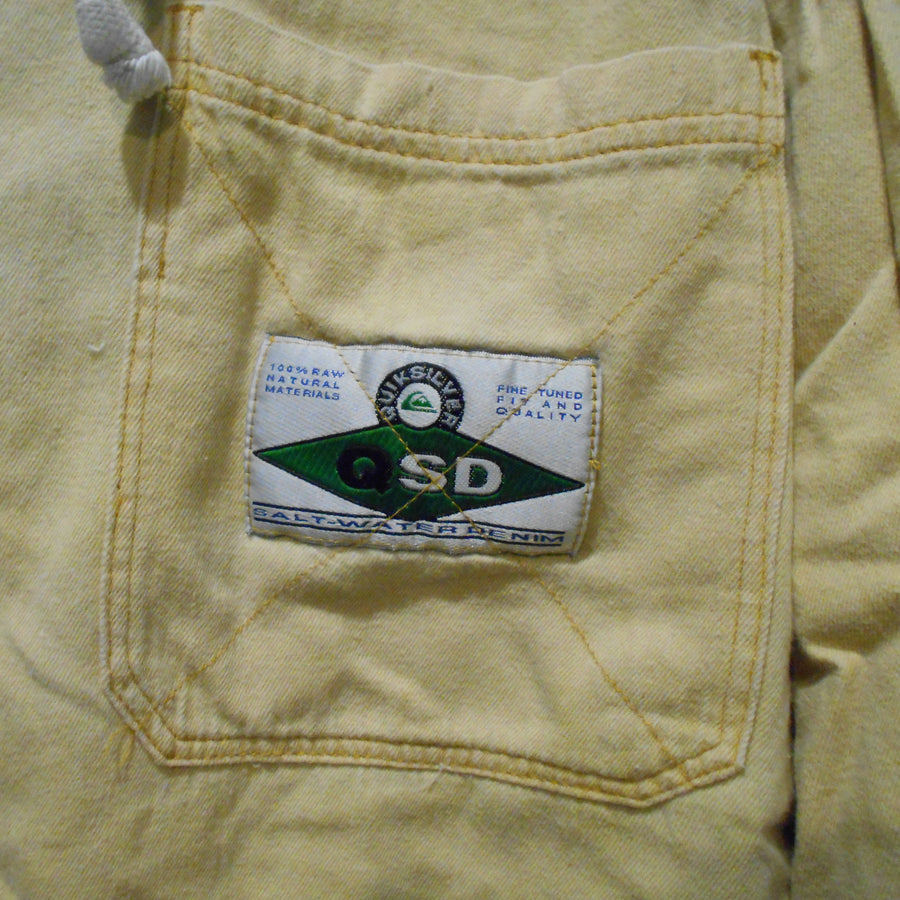 100% RAW
NATURAL
MATERIALS
QUIKSILVER
FINE TUNED
FIT AND
QUALITY
QSD
SALT-WATER DENIM